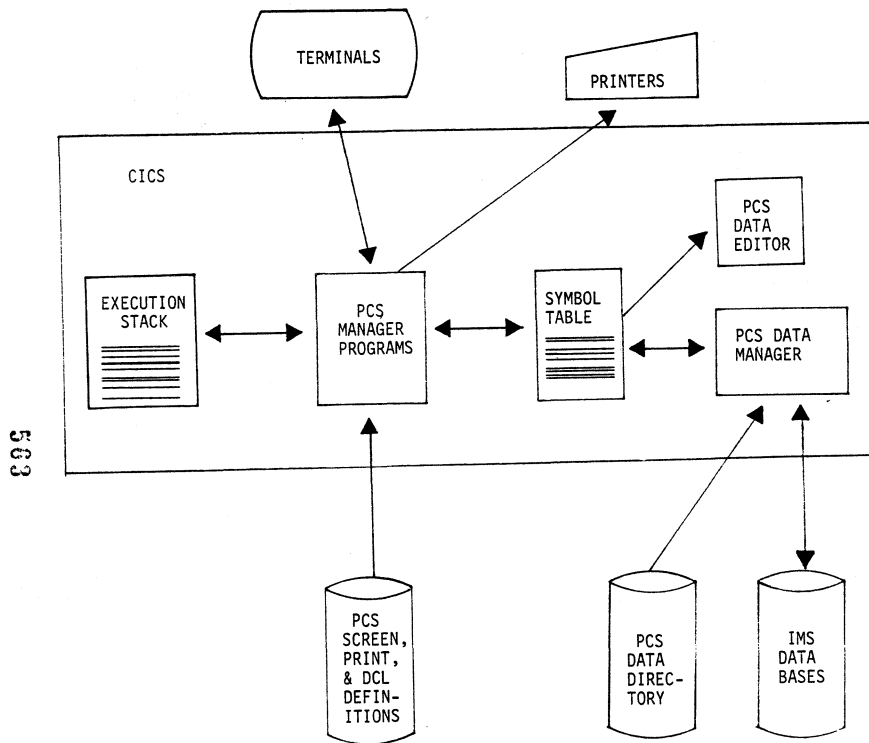 TERMINALS
PRINTERS
CICS
PCS
DATA
EDITOR
EXECUTION
STACK
PCS
MANAGER
PROGRAMS
SYMBOL
TABLE
PCS DATA
MANAGER
563
PCS
SCREEN,
PRINT,
& DCL
DEFIN-
ITIONS
PCS
DATA
DIREC-
TORY
IMS
DATA
BASES